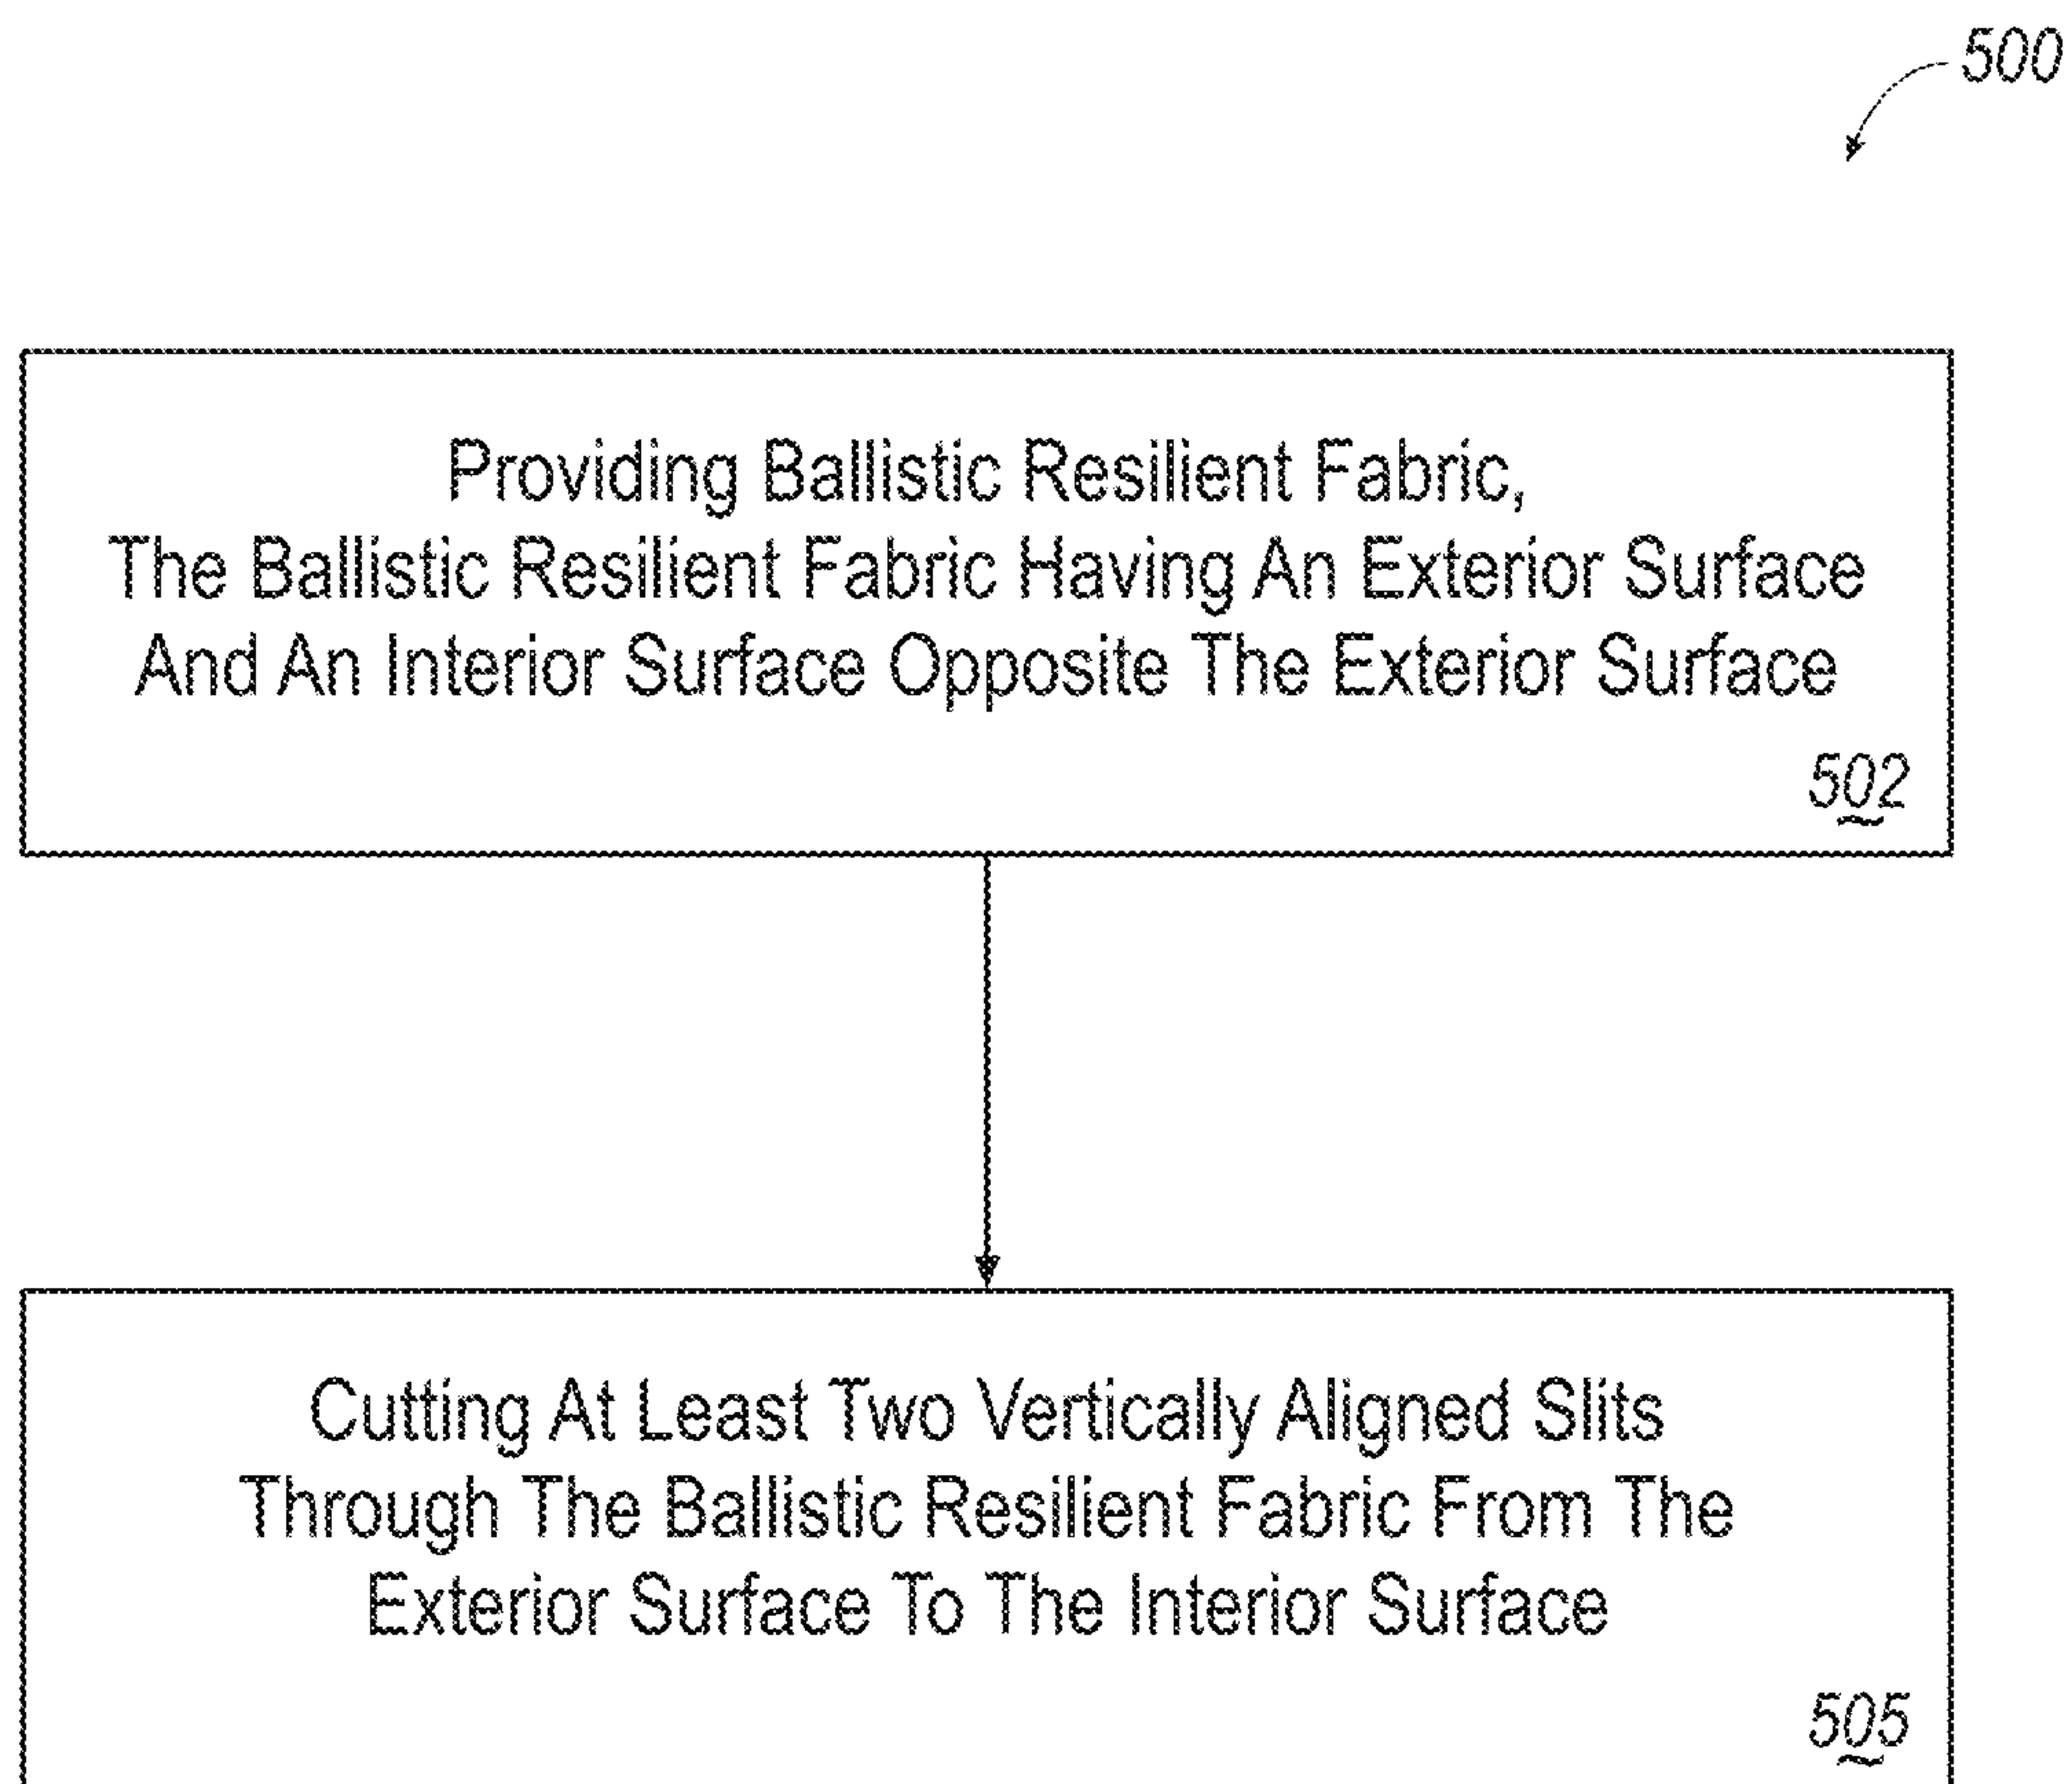 500
Providing Ballistic Resilient Fabric,
The Ballistic Resilient Fabric Having An Exterior Surface
And An Interior Surface Opposite The Exterior Surface
502
Cutting At Least Two Vertically Aligned Slits
Through The Ballistic Resilient Fabric From The
Exterior Surface To The Interior Surface
505